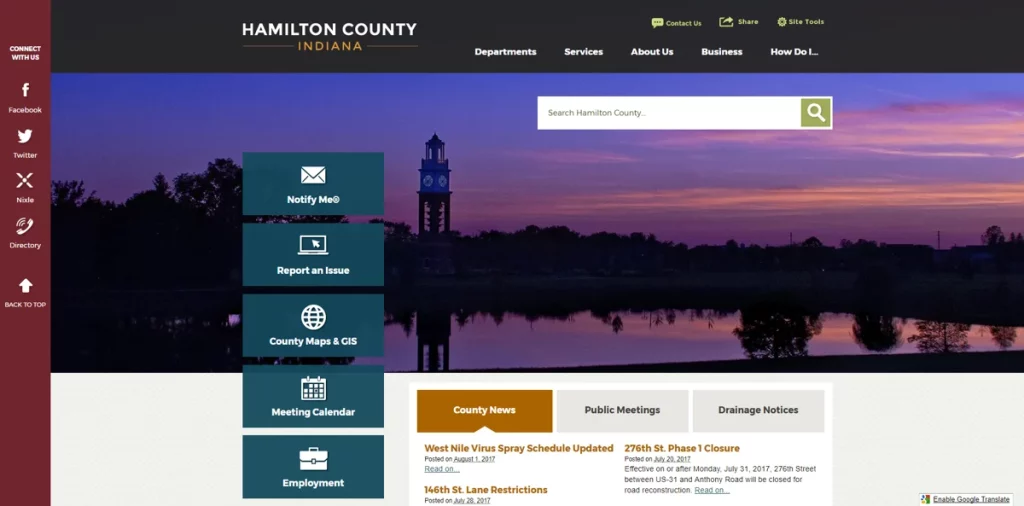 CONNECT
WITH US
Facebook
Twitter
Nixle
Directory
BACK TO TOP
HAMILTON COUNTY
INDIANA
Contact Us
Share
Site Tools
Departments
Services
About Us
Business
How Do I...
Search Hamilton County...
Notify Me®
Report an Issue
County Maps & GIS
Meeting Calendar
Employment
County News
Public Meetings
Drainage Notices
West Nile Virus Spray Schedule Updated
Posted on August 1, 2017
Read on...
146th St. Lane Restrictions
Posted on July 28, 2017
276th St. Phase 1 Closure
Posted on July 20, 2017
Effective on or after Monday, July 31, 2017, 276th Street
between US-31 and Anthony Road will be closed for
road reconstruction. Read on...
Enable Google Translate